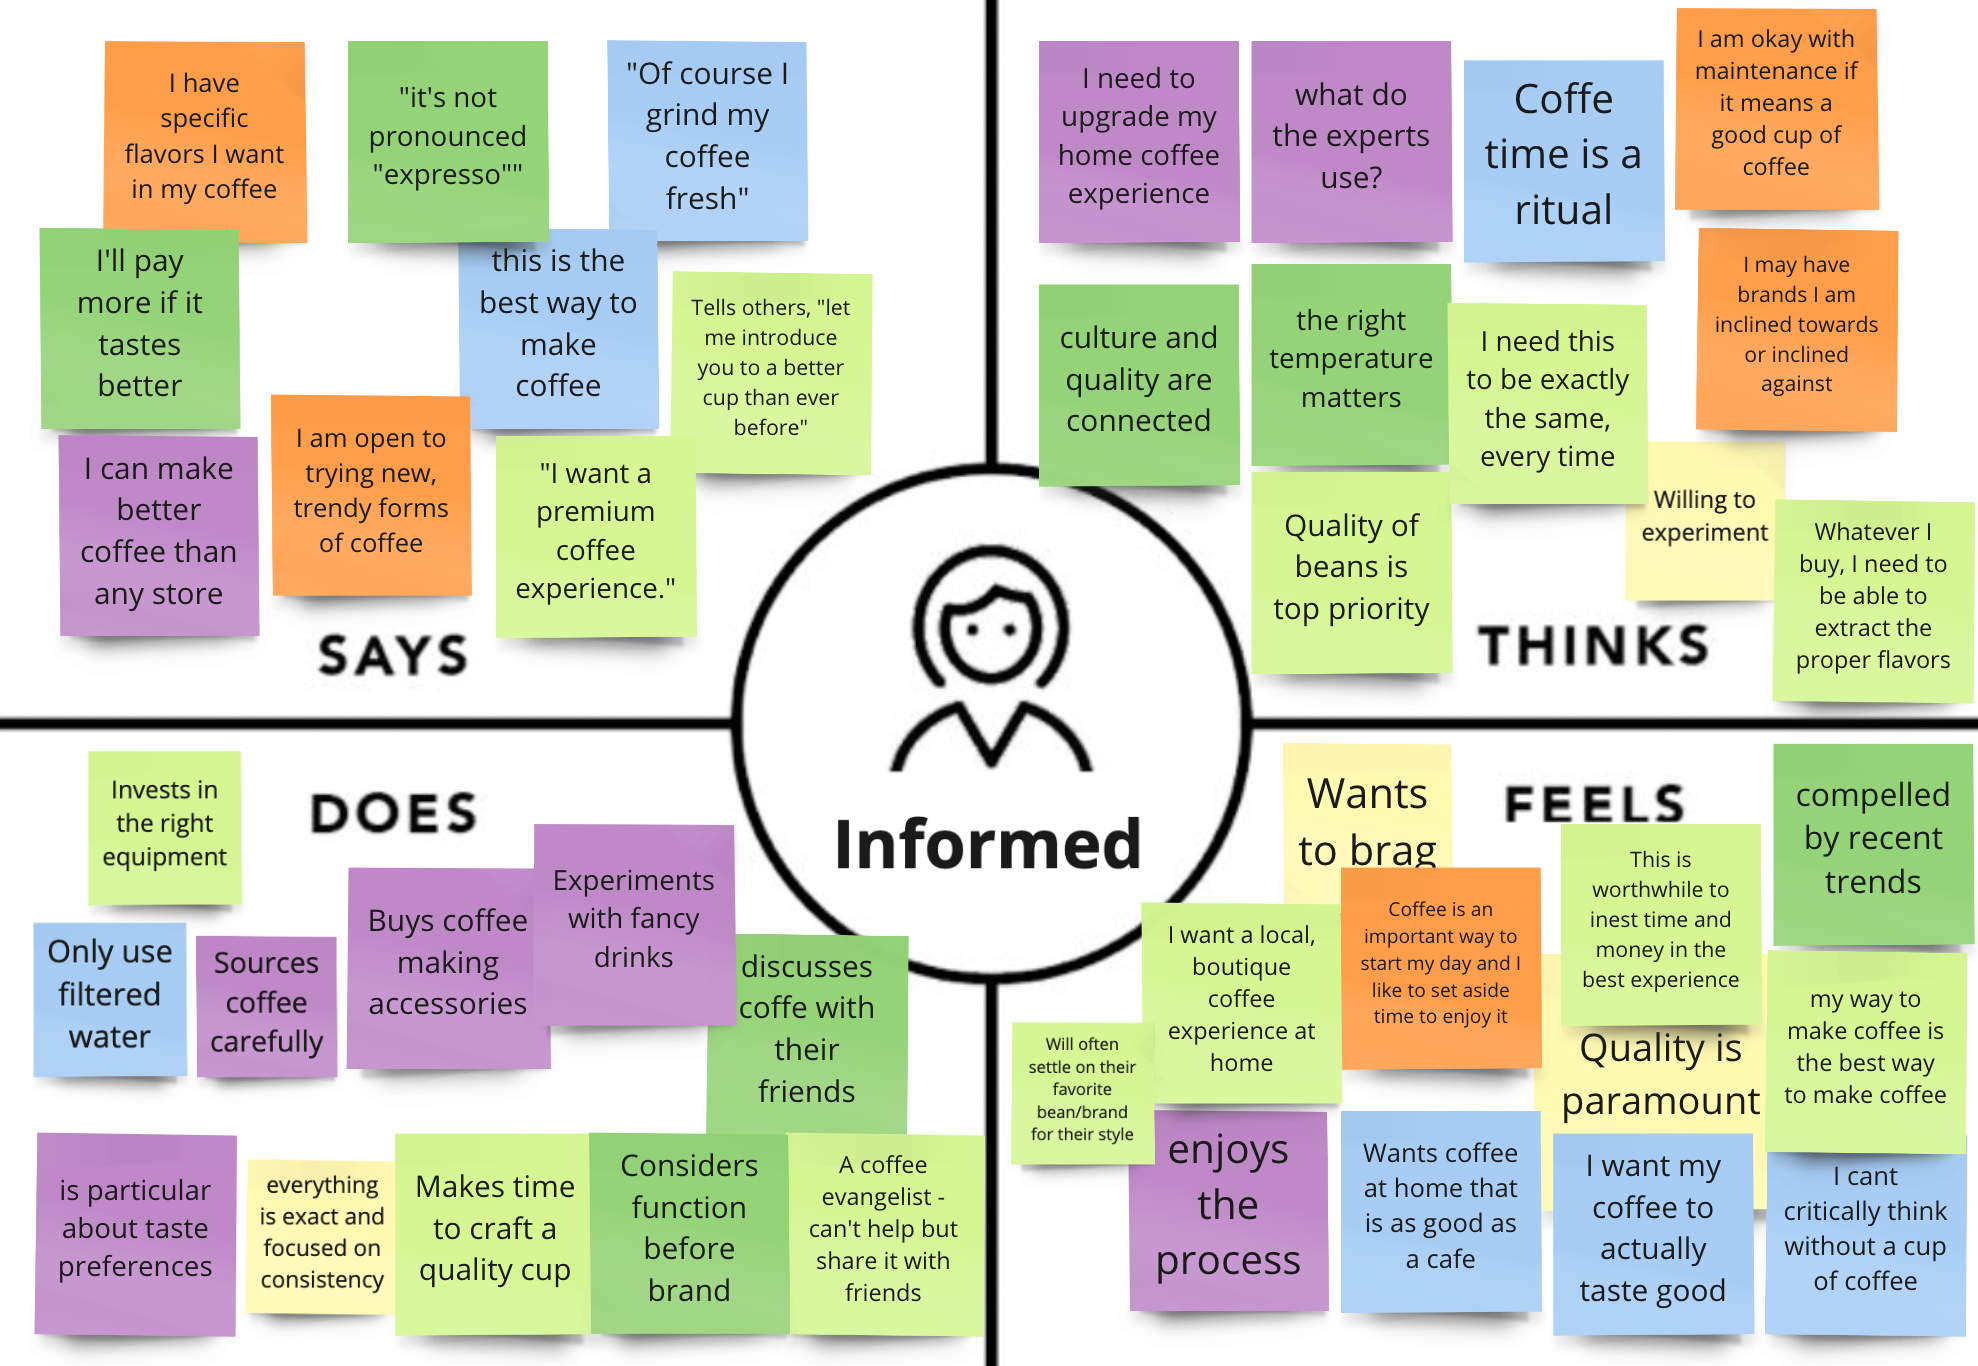 I have
specific
flavors I want
in my coffee
"it's not
pronounced
"expresso""
"Of course I
grind my
coffee
fresh"
I'll pay
more if it
tastes
better
this is the
best way to
make
coffee
Tells others, "let
me introduce
you to a better
cup than ever
before"
I can make
better
coffee than
any store
I am open to
trying new,
trendy forms
of coffee
"I want a
premium
coffee
experience."
SAYS
I need to
upgrade my
home coffee
experience
what do
the experts
use?
Coffe
time is a
ritual
I am okay with
maintenance if
it means a
good cup of
coffee
I may have
brands I am
inclined towards
or inclined
against
culture and
quality are
connected
the right
temperature
matters
I need this
to be exactly
the same,
every time
Willing to
experiment
Quality of
beans is
top priority
Whatever I
buy, I need to
be able to
extract the
proper flavors
THINKS
Informed
Invests in
the right
equipment
DOES
Only use
filtered
water
Sources
coffee
carefully
Buys coffee
making
accessories
Experiments
with fancy
drinks
discusses
coffe with
their
friends
is particular
about taste
preferences
everything
is exact and
focused on
consistency
Makes time
to craft a
quality cup
Considers
function
before
brand
A coffee
evangelist -
can't help but
share it with
friends
Wants
to brag
FEELS
compelled
by recent
trends
This is
worthwhile to
inest time and
money in the
best experience
Coffee is an
important way to
start my day and I
like to set aside
time to enjoy it
I want a local,
boutique
coffee
experience at
home
Will often
settle on their
favorite
bean/brand
for their style
Quality is
paramount
my way to
make coffee is
the best way
to make coffee
enjoys
the
process
Wants coffee
at home that
is as good as
a cafe
I want my
coffee to
actually
taste good
I cant
critically think
without a cup
of coffee